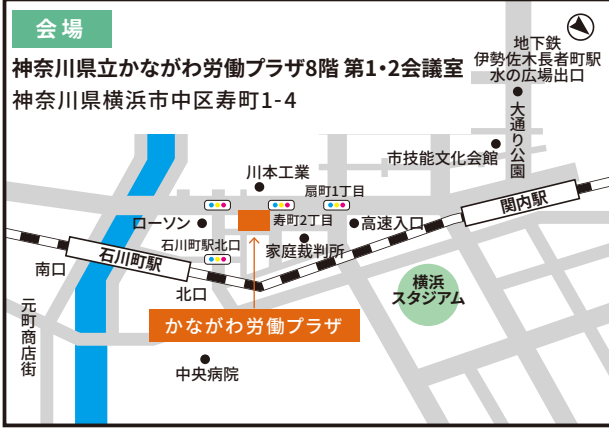 会場
神奈川県立かながわ労働プラザ8階 第1・2会議室
神奈川県横浜市中区寿町1-4
地下鉄
伊勢佐木長者町駅
水の広場出口
大通り公園
市技能文化会館
川本工業
扇町1丁目
ローソン
寿町2丁目
高速入口
関内駅
石川町駅北口
家庭裁判所
石川町駅
南口
北口
横浜
スタジアム
かながわ労働プラザ
元町商店街
中央病院